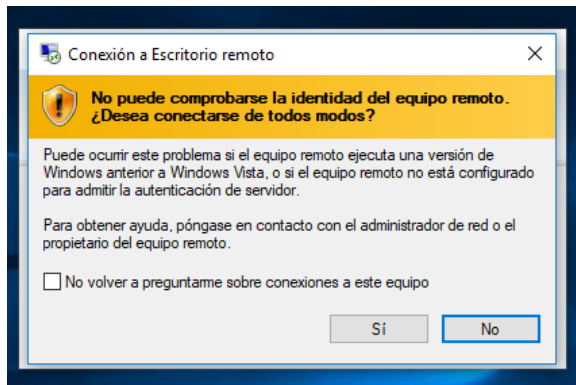 Conexión a Escritorio remoto
No puede comprobarse la identidad del equipo remoto.
¿Desea conectarse de todos modos?
Puede ocurrir este problema si el equipo remoto ejecuta una versión de
Windows anterior a Windows Vista, o si el equipo remoto no está configurado
para admitir la autenticación de servidor.
Para obtener ayuda, póngase en contacto con el administrador de red o el
propietario del equipo remoto.
No volver a preguntarme sobre conexiones a este equipo
Sí No